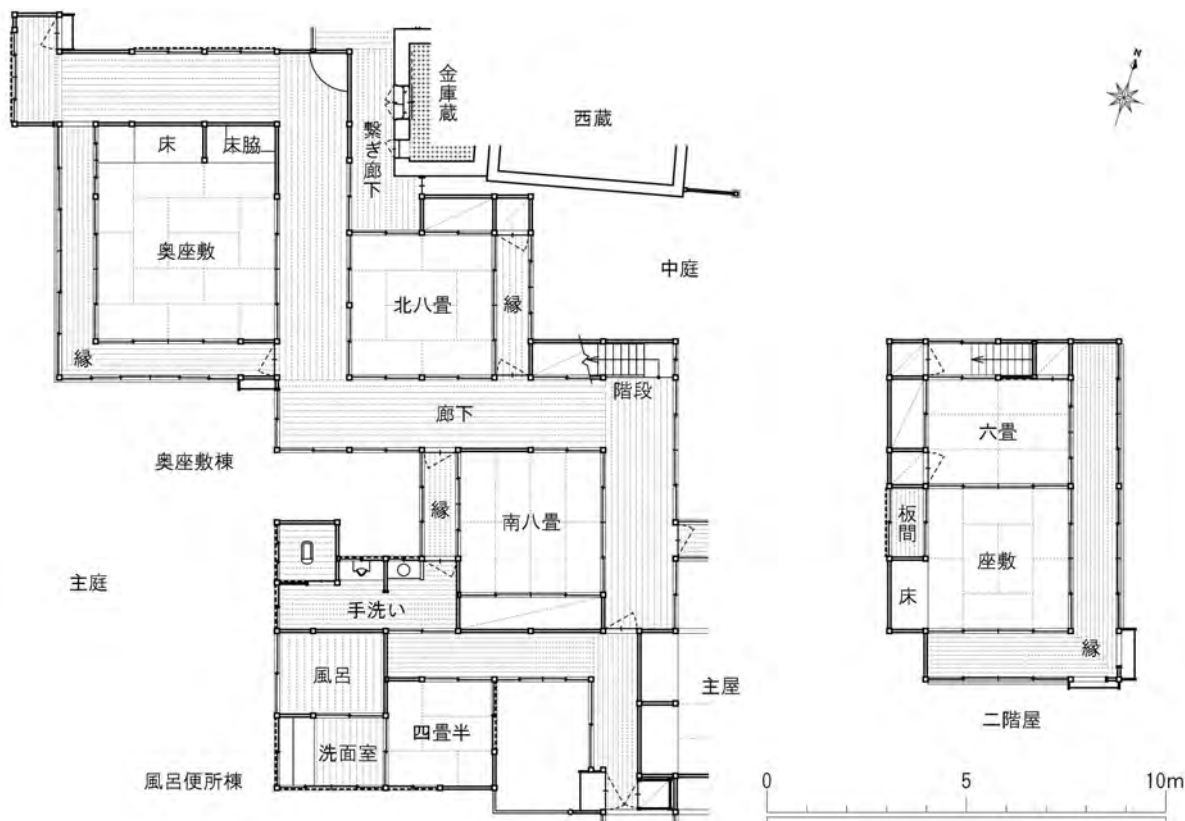 N
金庫蔵
西蔵
繋ぎ廊下
床
床脇
奥座敷
中庭
北八畳
縁
縁
階段
廊下
六畳
奥座敷棟
縁
南八畳
板間
座敷
主庭
床
手洗い
縁
風呂
主屋
二階屋
四畳半
洗面室
風呂便所棟
0 5 10m